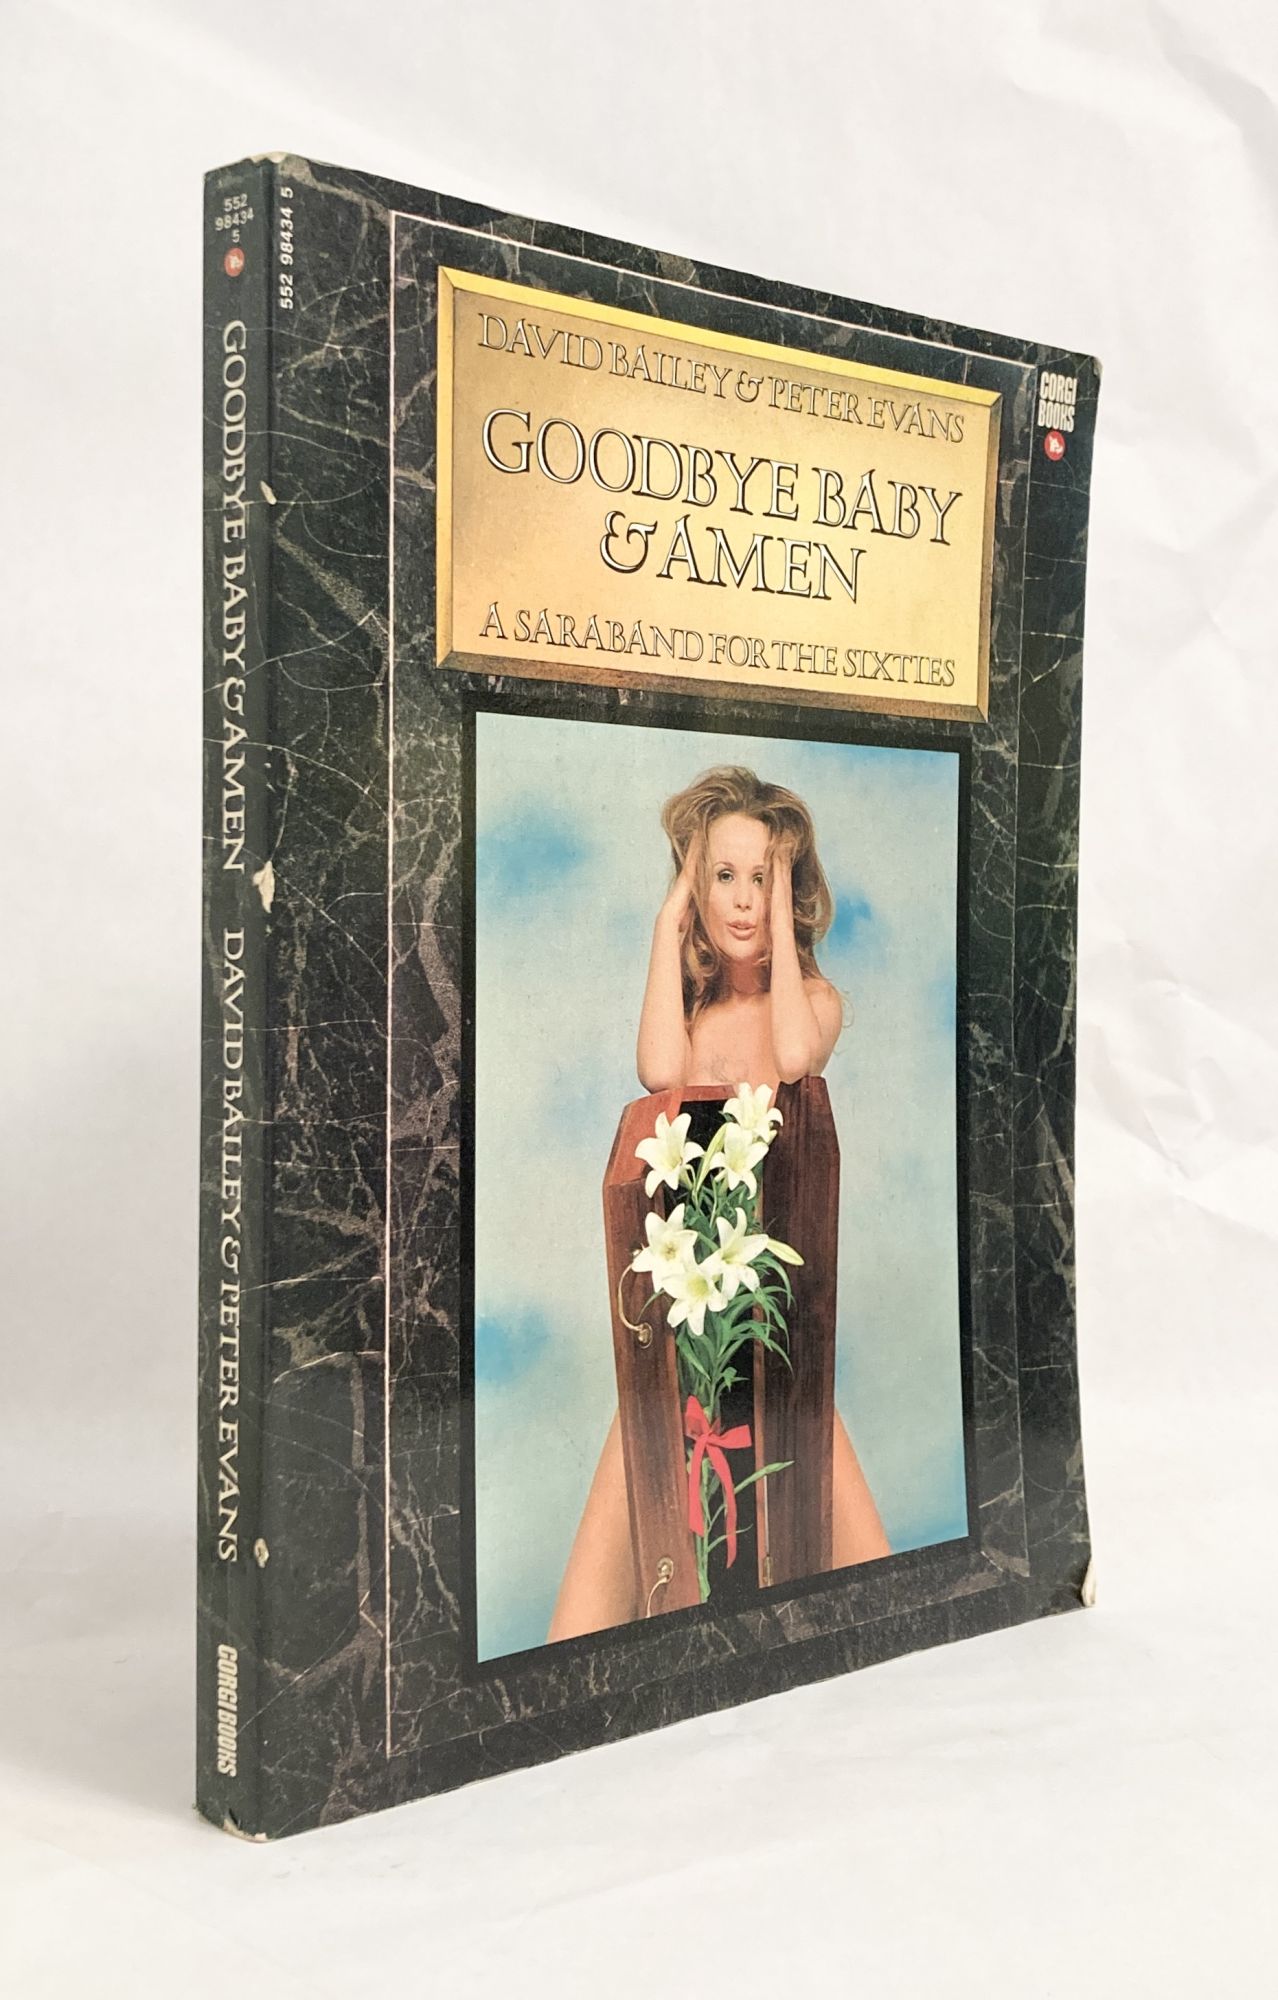 552
98434
5
GOODBYE BABY & AMEN DAVID BAILEY & PETER EVANS
CORGI BOOKS
552 98434 5
DAVID BAILEY & PETER EVANS
GOODBYE BABY
& AMEN
A SARABAND FOR THE SIXTIES
CORGI
BOOKS